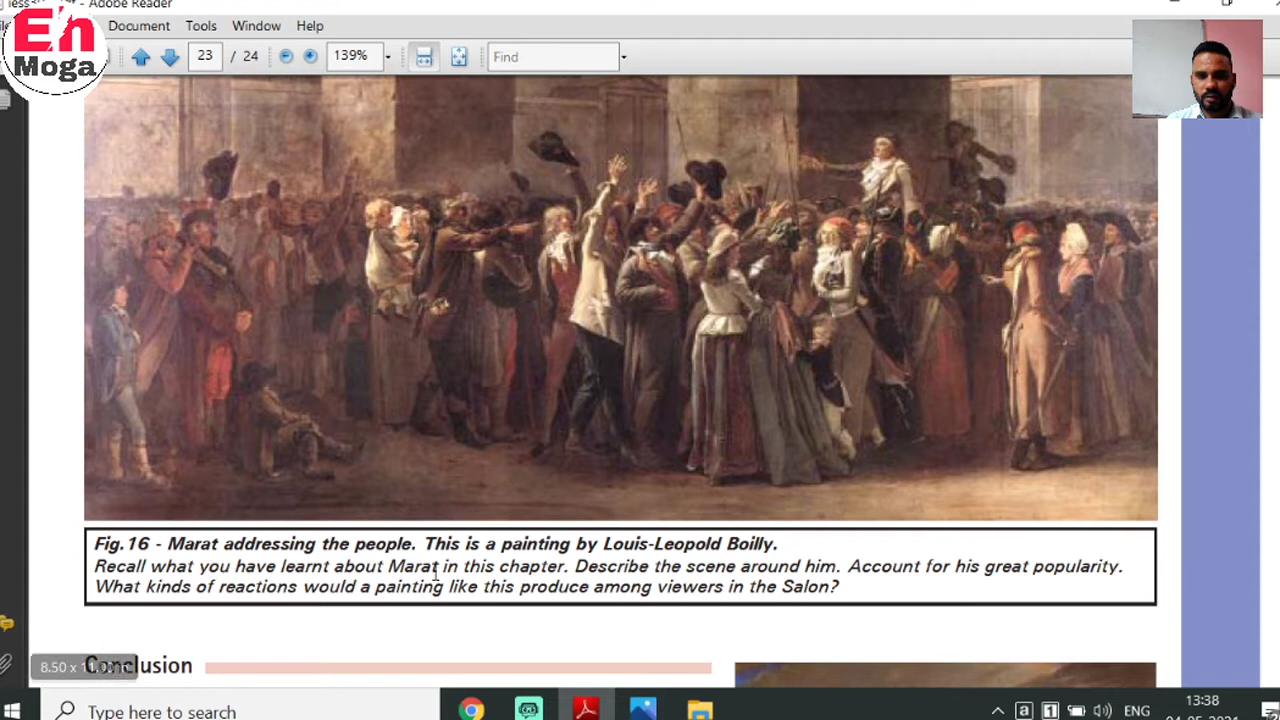 Adobe Reader
En
Moga
Document Tools Window Help
23 / 24 139% Find
Fig.16 - Marat addressing the people. This is a painting by Louis-Leopold Boilly.
Recall what you have learnt about Marat in this chapter. Describe the scene around him. Account for his great popularity.
What kinds of reactions would a painting like this produce among viewers in the Salon?
Conclusion
8.50 x 11.00 in
Type here to search
ENG
13:38